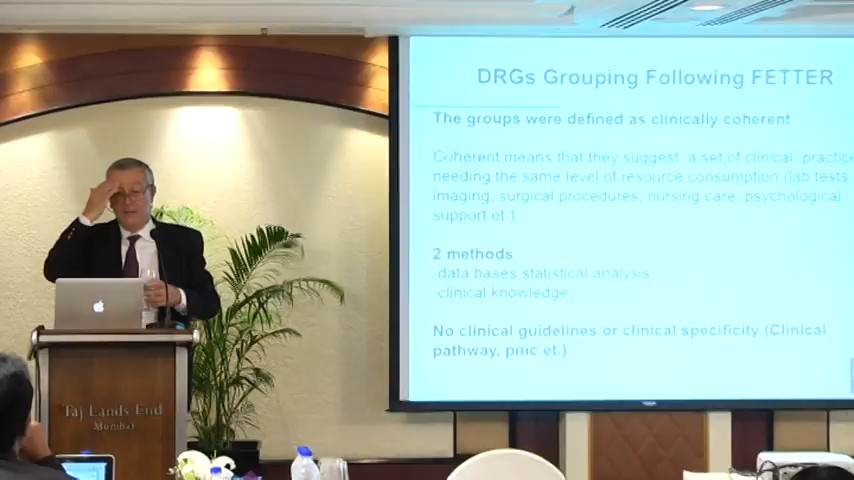 DRGs Grouping Following FETTER
The groups were defined as clinically coherent
Coherent means that they suggest a set of clinical practice
needing the same level of resource consumption (lab tests,
imaging, surgical procedures, nursing care, psychological
support et )
2 methods
-data bases statistical analysis
-clinical knowledge
No clinical guidelines or clinical specificity (Clinical
pathway, pmc et.)
Taj Lands End
Mumbai